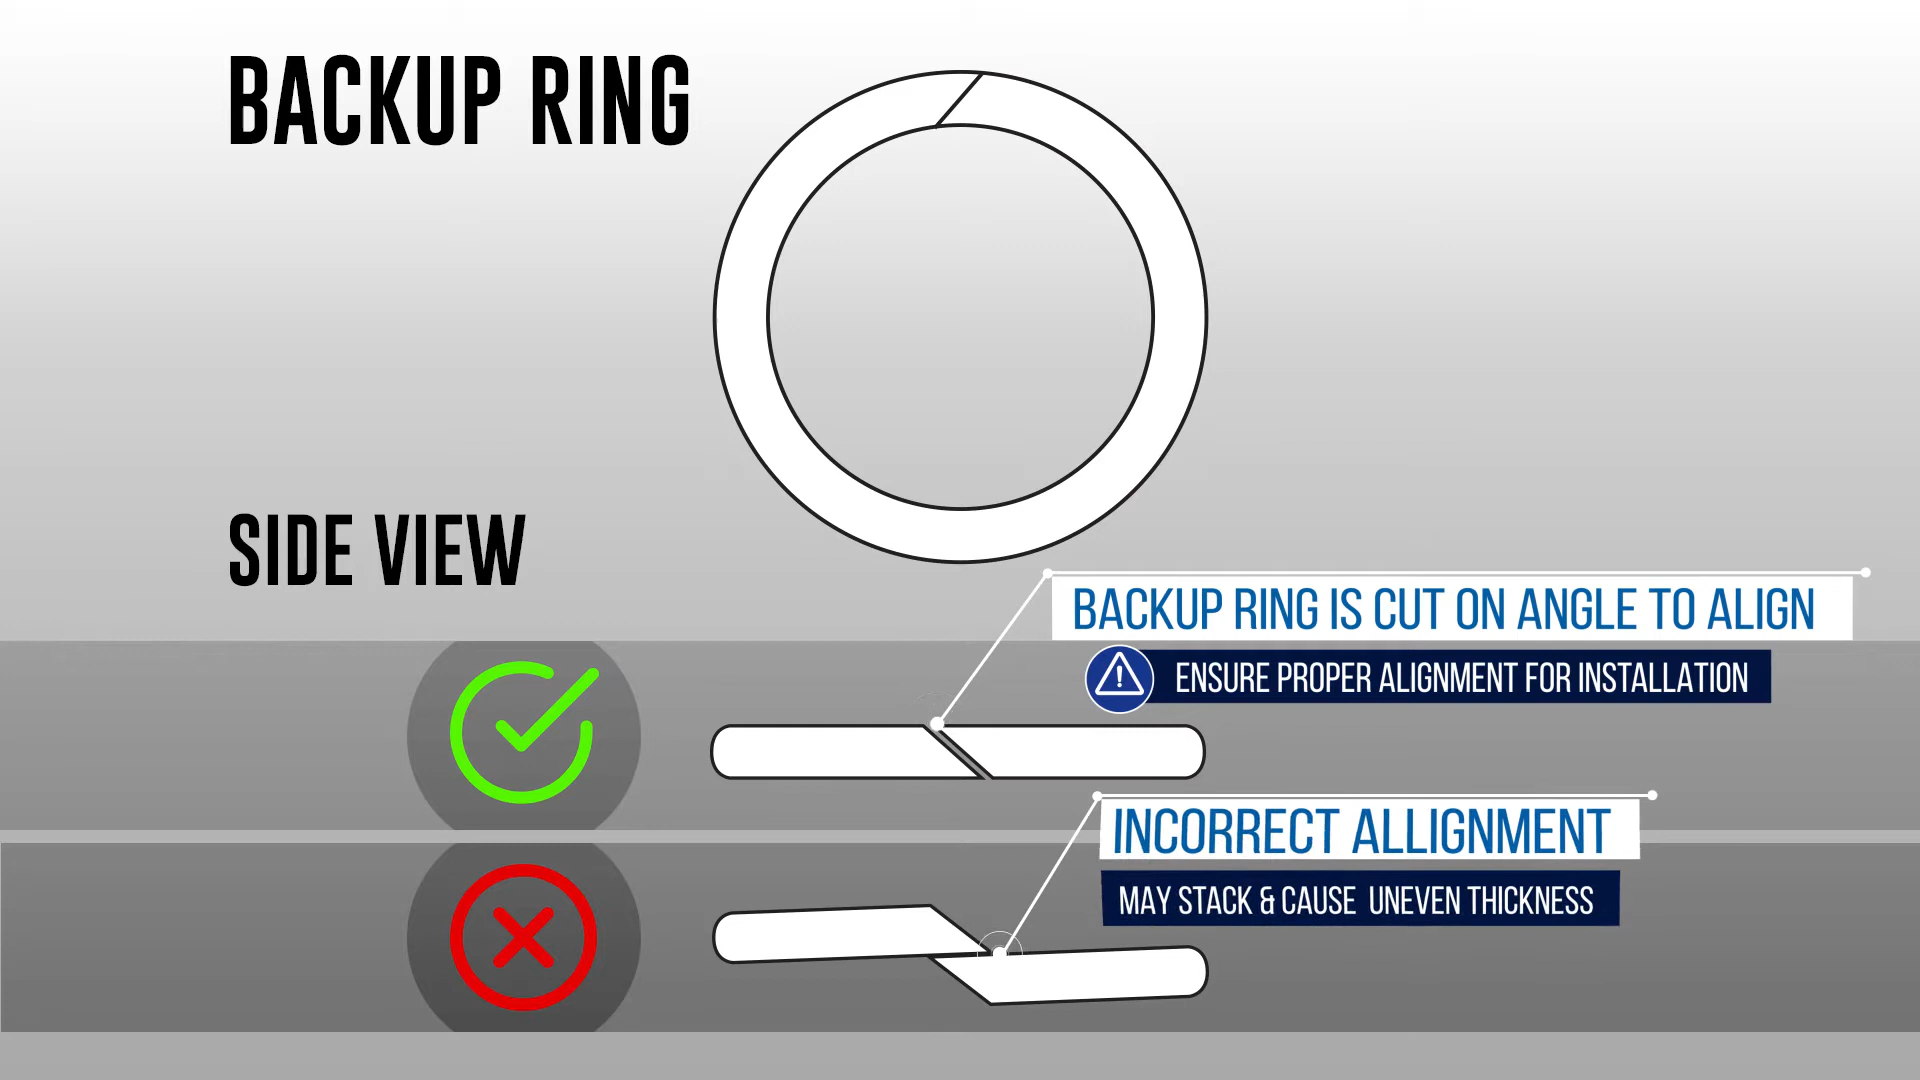 BACKUP RING
SIDE VIEW
BACKUP RING IS CUT ON ANGLE TO ALIGN
ENSURE PROPER ALIGNMENT FOR INSTALLATION
INCORRECT ALLIGNMENT
MAY STACK & CAUSE UNEVEN THICKNESS